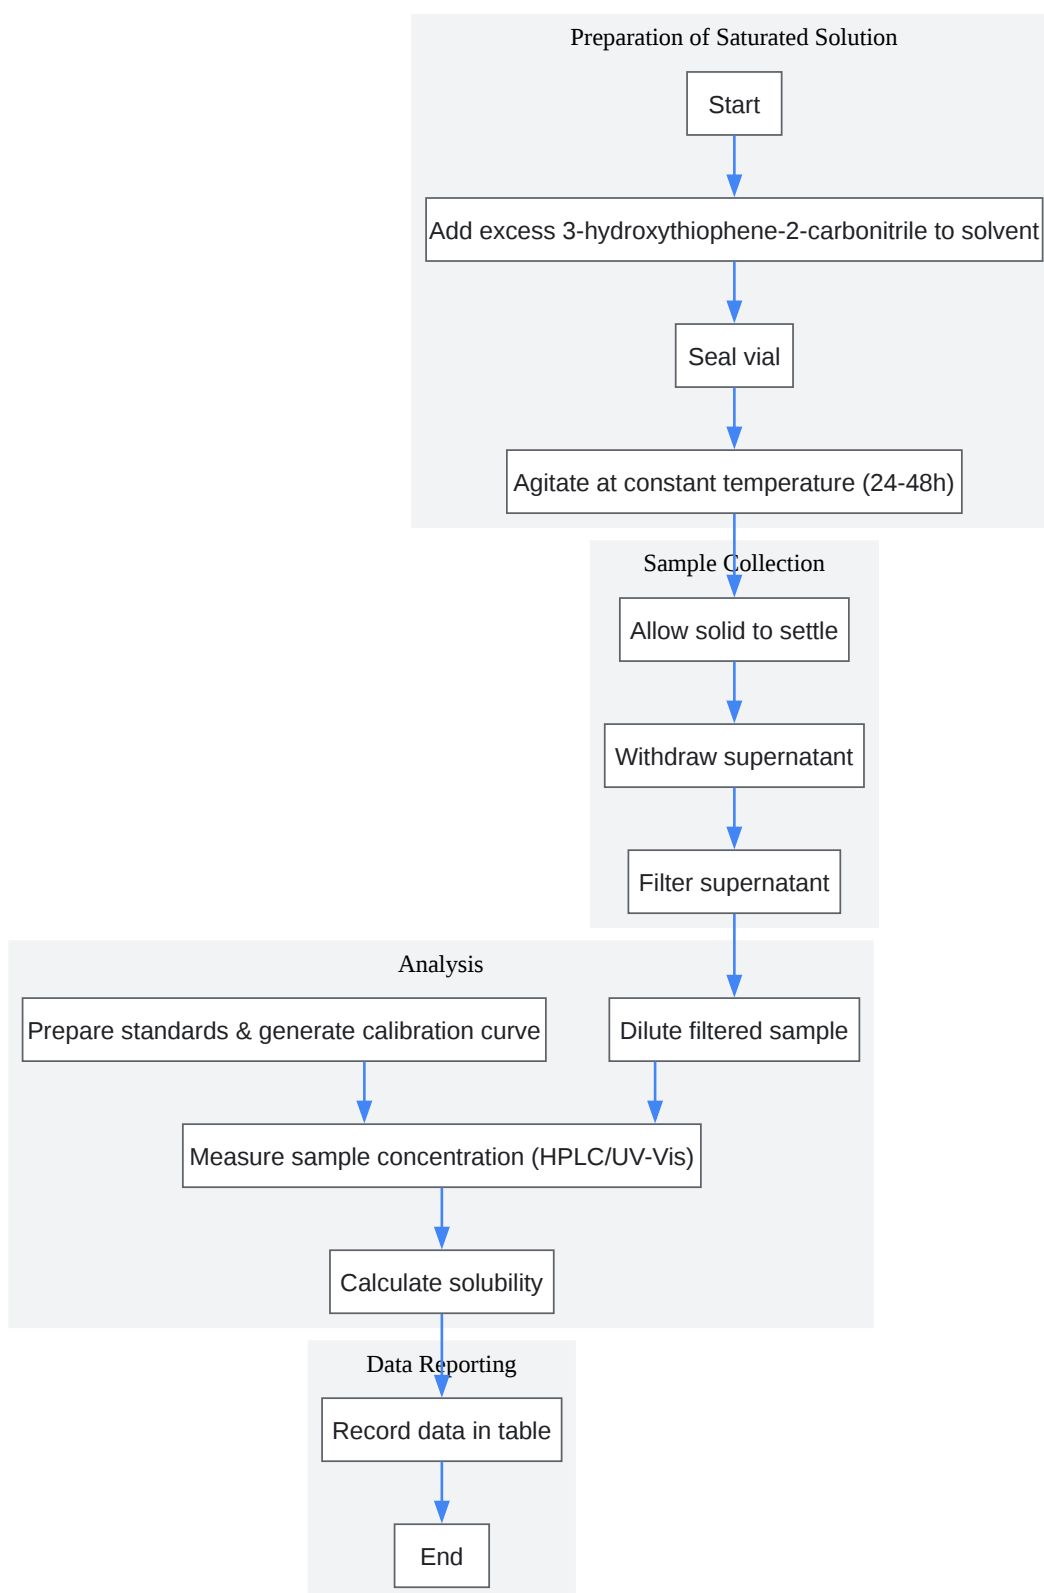 Preparation of Saturated Solution
Start
Add excess 3-hydroxythiophene-2-carbonitrile to solvent
Seal vial
Agitate at constant temperature (24-48h)
Sample Collection
Allow solid to settle
Withdraw supernatant
Filter supernatant
Analysis
Prepare standards & generate calibration curve
Dilute filtered sample
Measure sample concentration (HPLC/UV-Vis)
Calculate solubility
Data Reporting
Record data in table
End